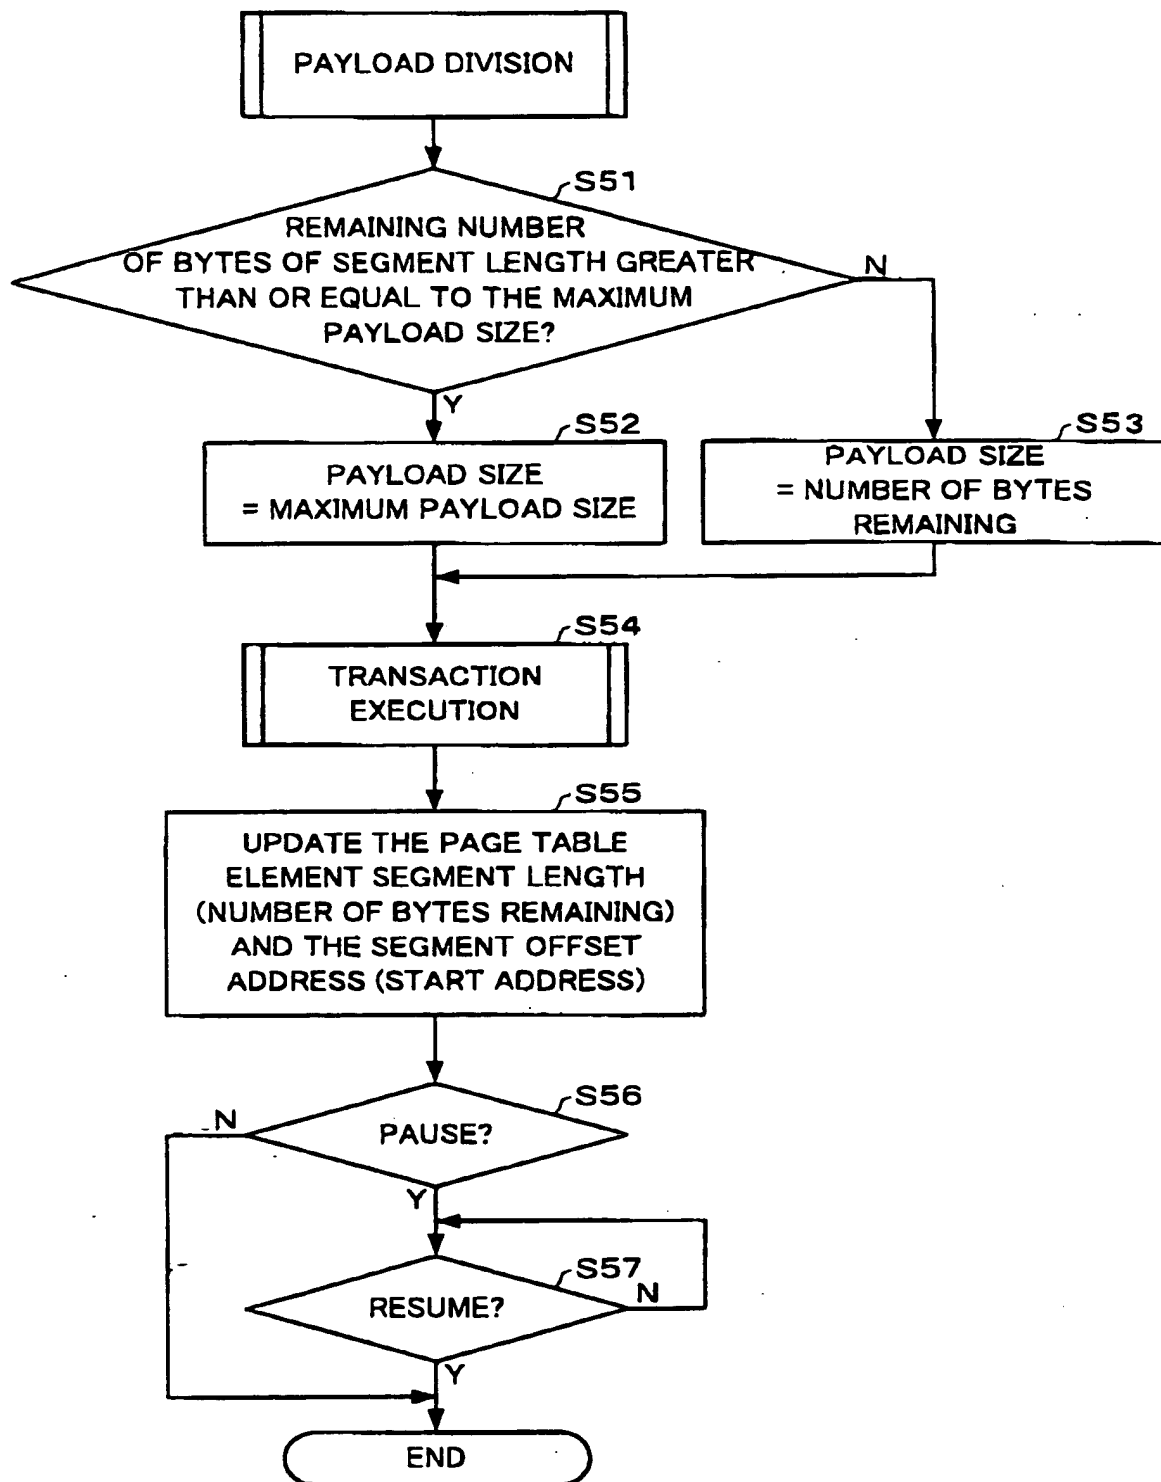 PAYLOAD DIVISION
S51
REMAINING NUMBER
OF BYTES OF SEGMENT LENGTH GREATER
THAN OR EQUAL TO THE MAXIMUM
PAYLOAD SIZE?
N
Y
S52
PAYLOAD SIZE
= MAXIMUM PAYLOAD SIZE
S53
PAYLOAD SIZE
= NUMBER OF BYTES
REMAINING
S54
TRANSACTION
EXECUTION
S55
UPDATE THE PAGE TABLE
ELEMENT SEGMENT LENGTH
(NUMBER OF BYTES REMAINING)
AND THE SEGMENT OFFSET
ADDRESS (START ADDRESS)
S56
N
PAUSE?
Y
S57
RESUME?
N
Y
END